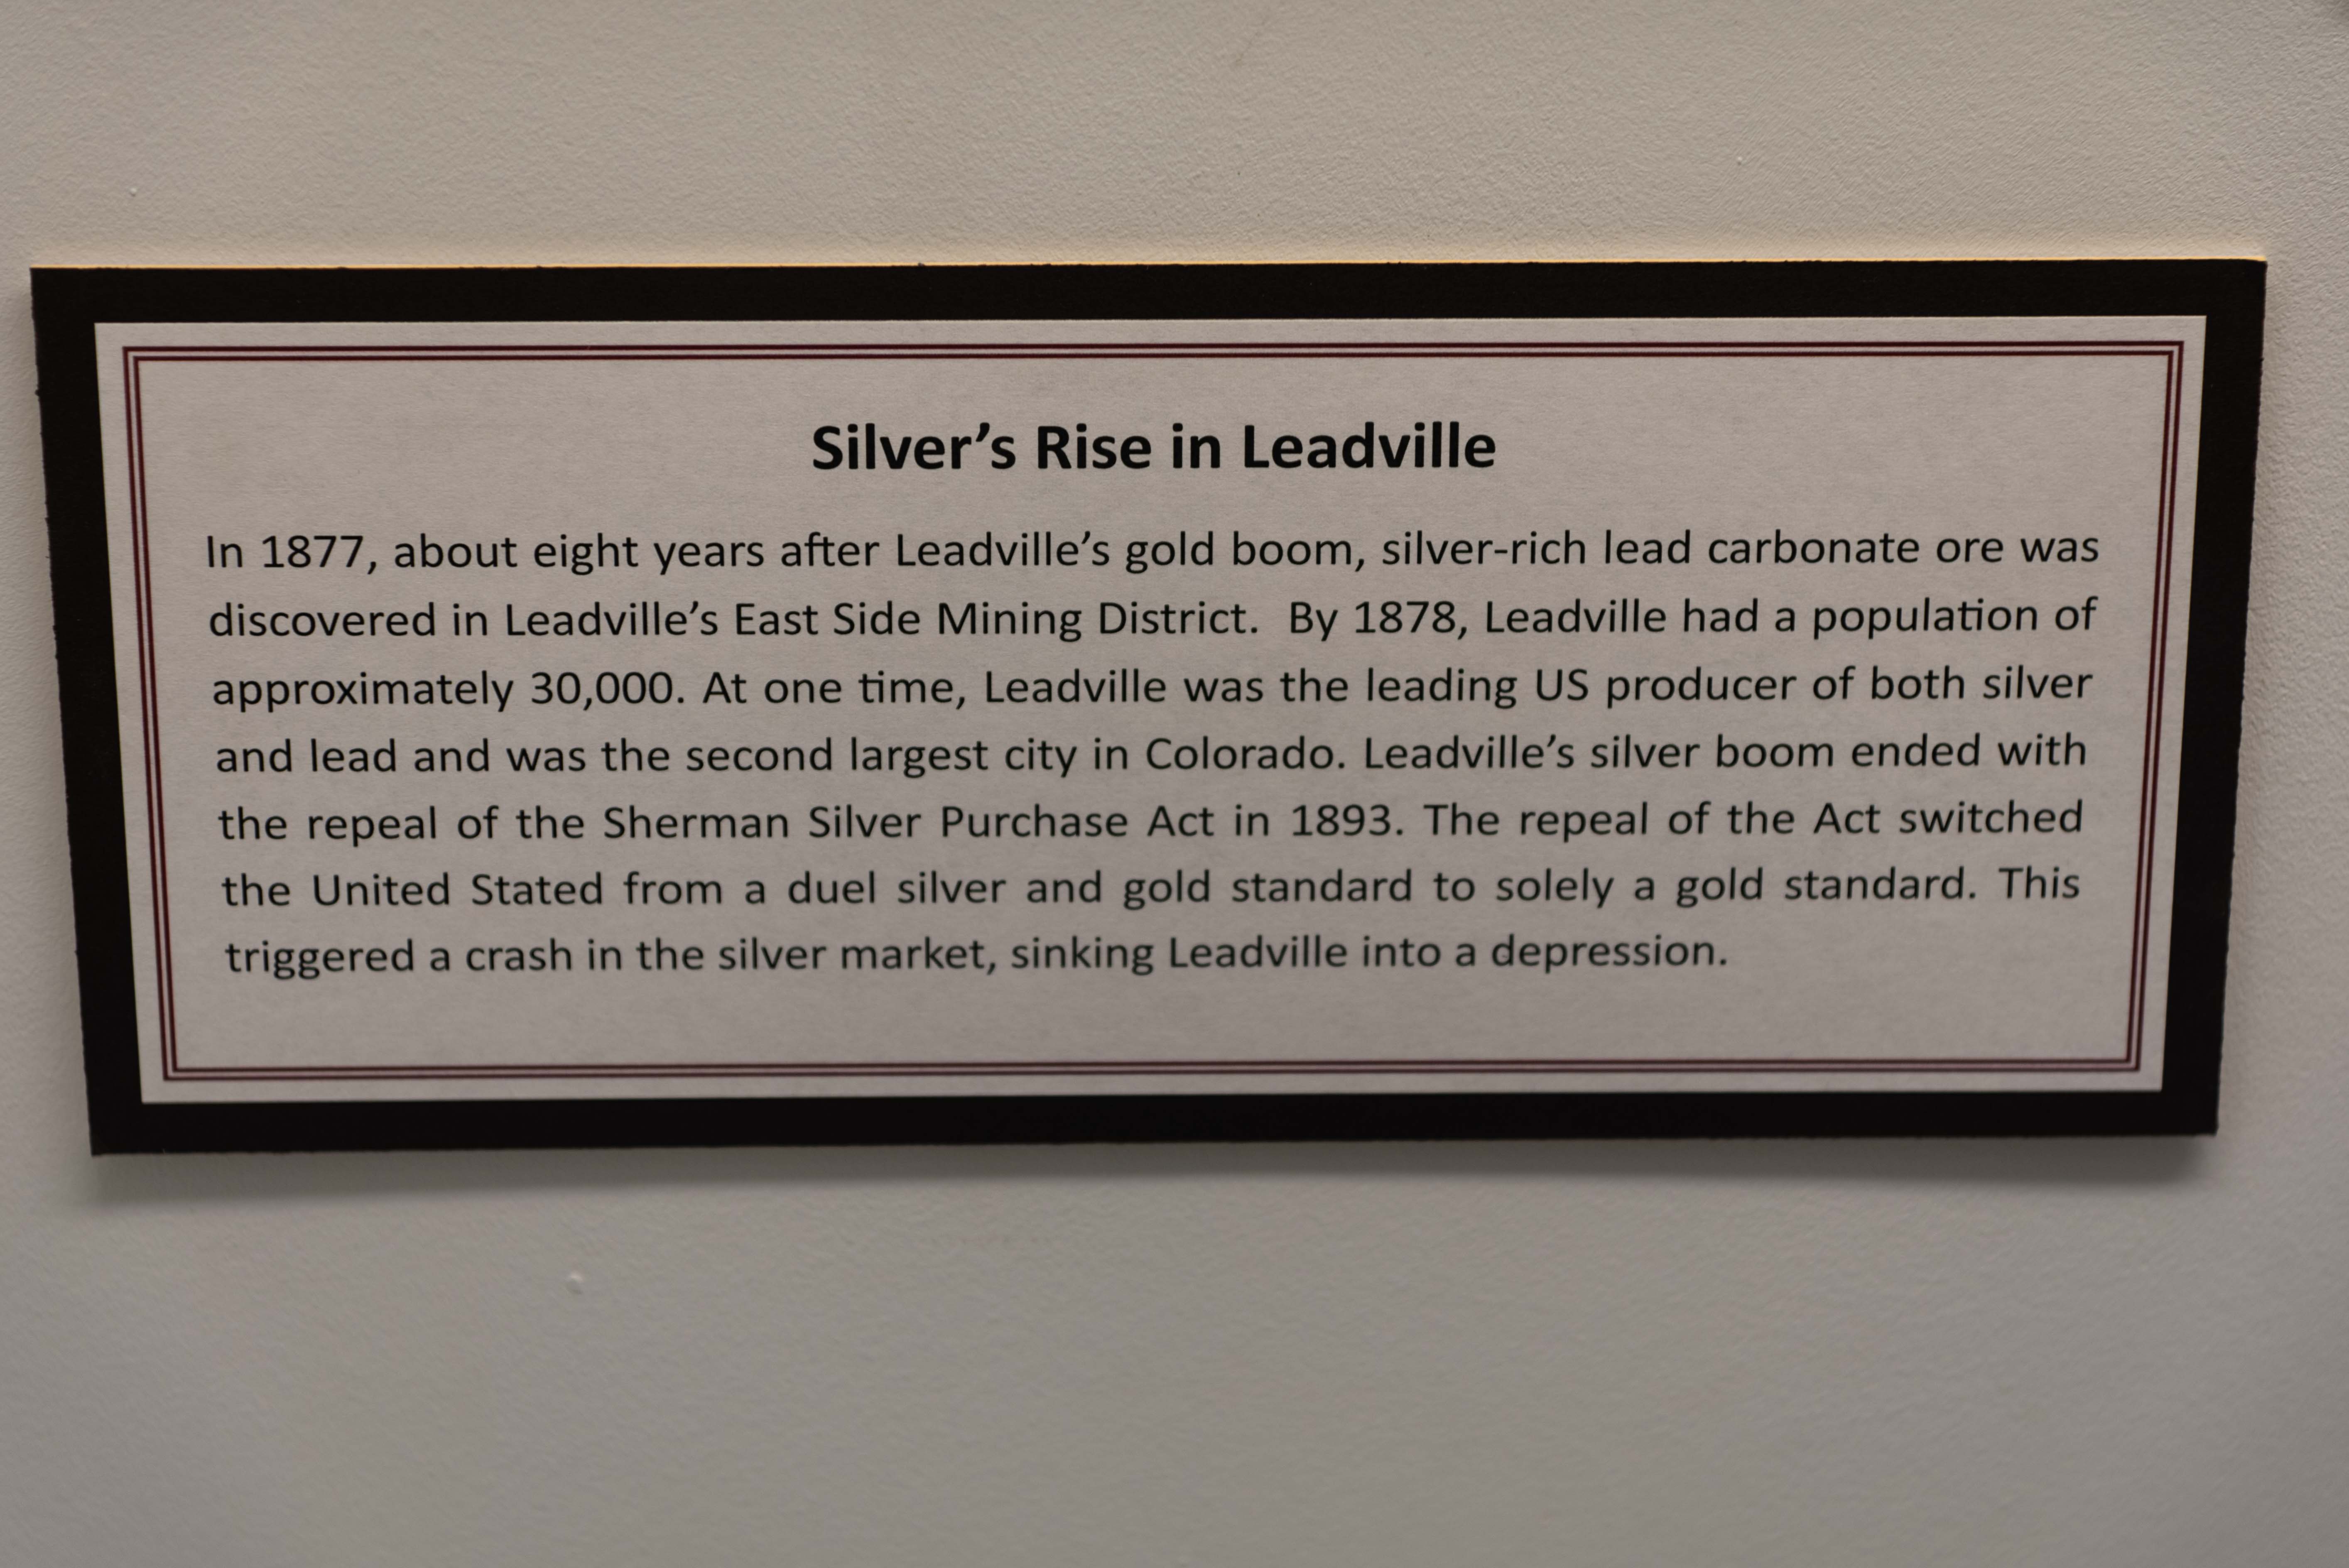 Silver’s Rise in Leadville
In 1877, about eight years after Leadville’s gold boom, silver-rich lead carbonate ore was
discovered in Leadville’s East Side Mining District.  By 1878, Leadville had a population of
approximately 30,000. At one time, Leadville was the leading US producer of both silver
and lead and was the second largest city in Colorado. Leadville’s silver boom ended with
the repeal of the Sherman Silver Purchase Act in 1893. The repeal of the Act switched
the United Stated from a duel silver and gold standard to solely a gold standard. This
triggered a crash in the silver market, sinking Leadville into a depression.